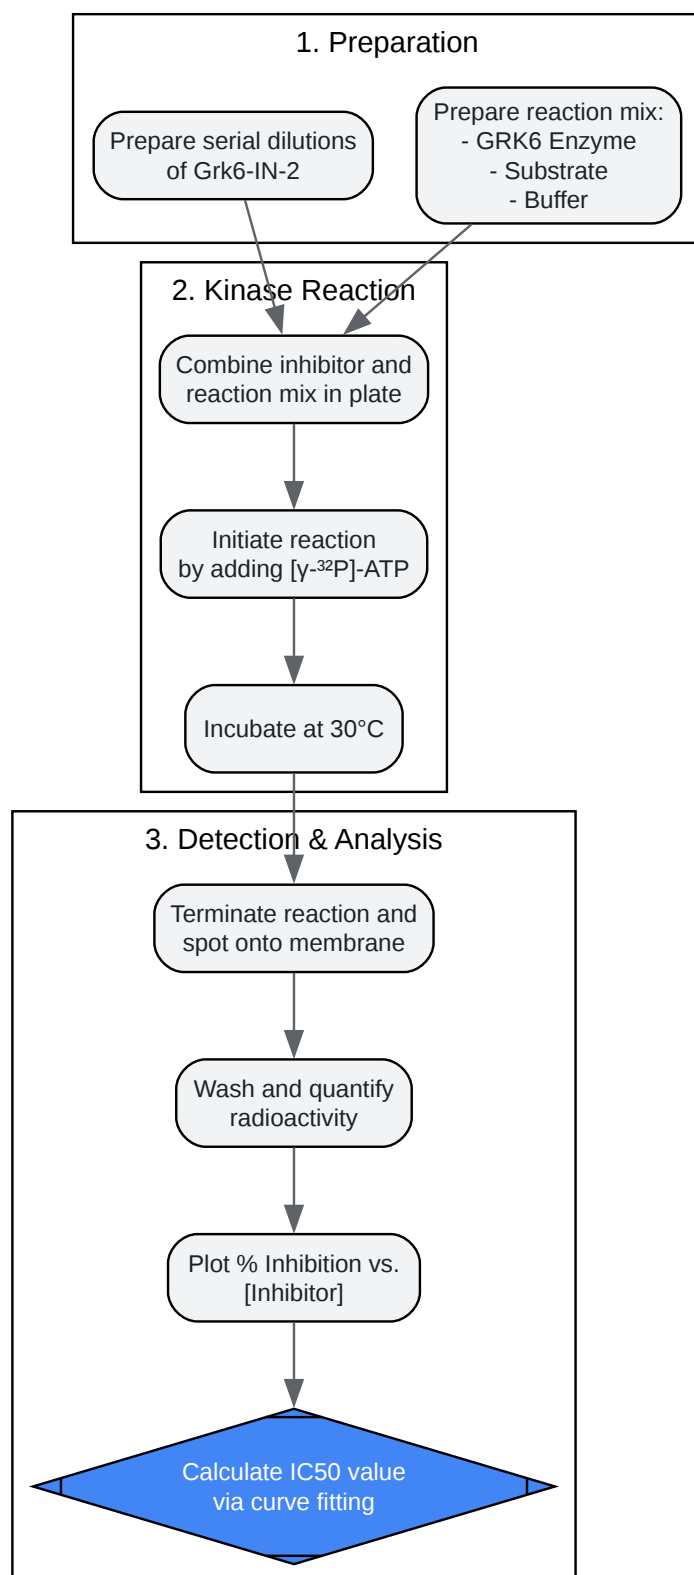 1. Preparation
Prepare serial dilutions
of Grk6-IN-2
Prepare reaction mix:
- GRK6 Enzyme
- Substrate
- Buffer
2. Kinase Reaction
Combine inhibitor and
reaction mix in plate
Initiate reaction
by adding [γ-³²P]-ATP
Incubate at 30°C
3. Detection & Analysis
Terminate reaction and
spot onto membrane
Wash and quantify
radioactivity
Plot % Inhibition vs.
[Inhibitor]
Calculate IC50 value
via curve fitting